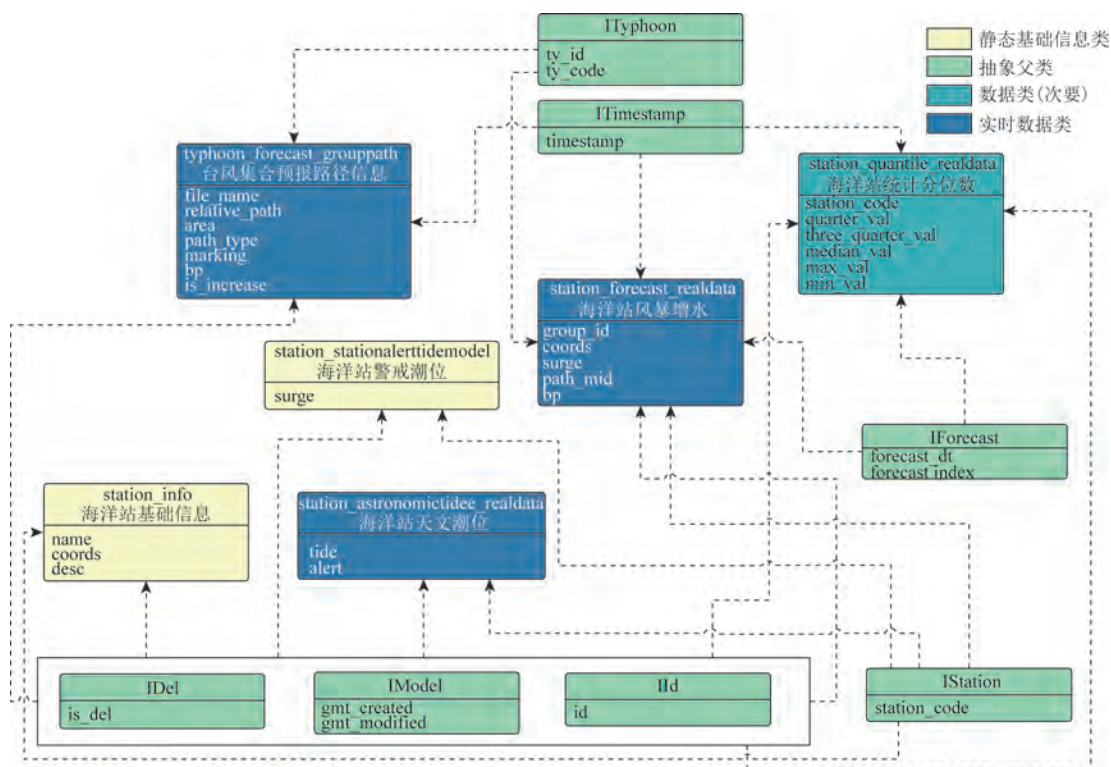 ITyphoon
ty_id
ty_code
静态基础信息类
抽象父类
数据类(次要)
实时数据类
ITimestamp
timestamp
typhoon_forecast_grouppath
台风集合预报路径信息
file_name
relative_path
area
path_type
marking
bp
is_increase
station_quantile_realdata
海洋站统计分位数
station_code
quarter_val
three_quarter_val
median_val
max_val
min_val
station_forecast_realdata
海洋站风暴增水
group_id
coords
surge
path_mid
bp
station_stationalerttidemodel
海洋站警戒潮位
surge
IForecast
forecast_dt
forecast_index
station_info
海洋站基础信息
name
coords
desc
station_astronomictidee_realdata
海洋站天文潮位
tide
alert
IDel
is_del
IModel
gmt_created
gmt_modified
IId
id
IStation
station_code